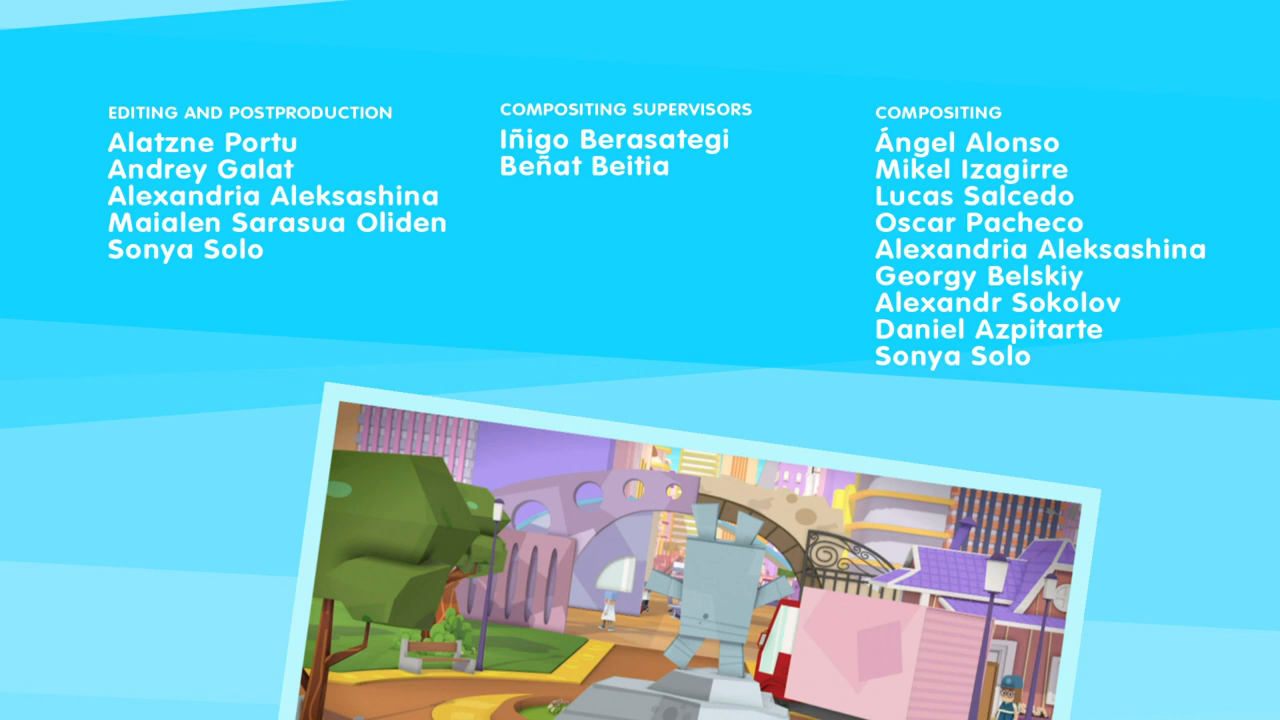 EDITING AND POSTPRODUCTION
Alatzne Portu
Andrey Galat
Alexandria Aleksashina
Maialen Sarasua Oliden
Sonya Solo
COMPOSITING SUPERVISORS
Iñigo Berasategi
Beñat Beitia
COMPOSITING
Ángel Alonso
Mikel Izagirre
Lucas Salcedo
Oscar Pacheco
Alexandria Aleksashina
Georgy Belskiy
Alexandr Sokolov
Daniel Azpitarte
Sonya Solo